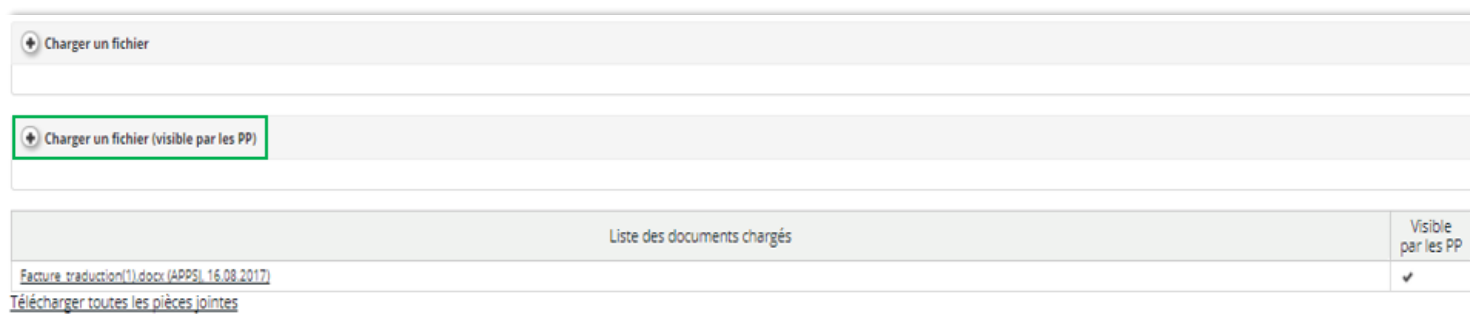 Charger un fichier
Charger un fichier (visible par les PP)
Liste des documents chargés
Visible
par les PP
Facture_traduction(1).docx (APPSI, 16.08.2017)
Télécharger toutes les pièces jointes